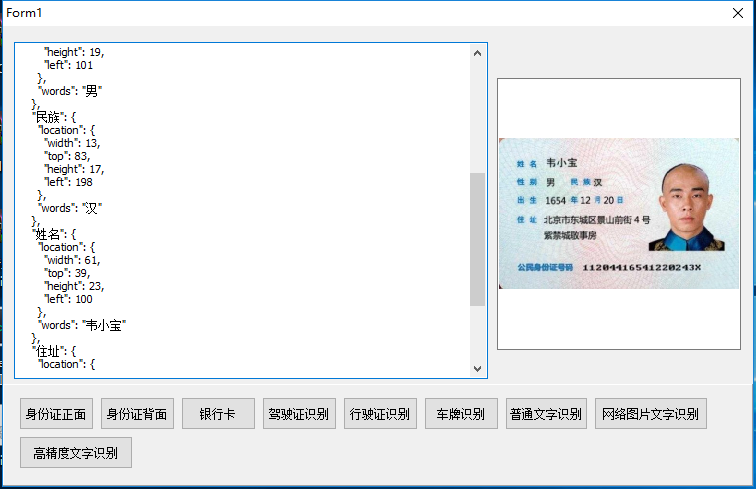 Form1
"height": 19,
"left": 101
},
"words": "男"
},
"民族": {
"location": {
"width": 13,
"top": 83,
"height": 17,
"left": 198
},
"words": "汉"
},
"姓名": {
"location": {
"width": 61,
"top": 39,
"height": 23,
"left": 100
},
"words": "韦小宝"
},
"住址": {
"location": {
姓名 韦小宝
性别 男 民族 汉
出生 1654 年 12 月 20 日
住址 北京市东城区景山前街 4 号
紫禁城敬事房
公民身份证号码 11204416541220243X
身份证正面 身份证背面 银行卡 驾驶证识别 行驶证识别 车牌识别 普通文字识别 网络图片文字识别
高精度文字识别